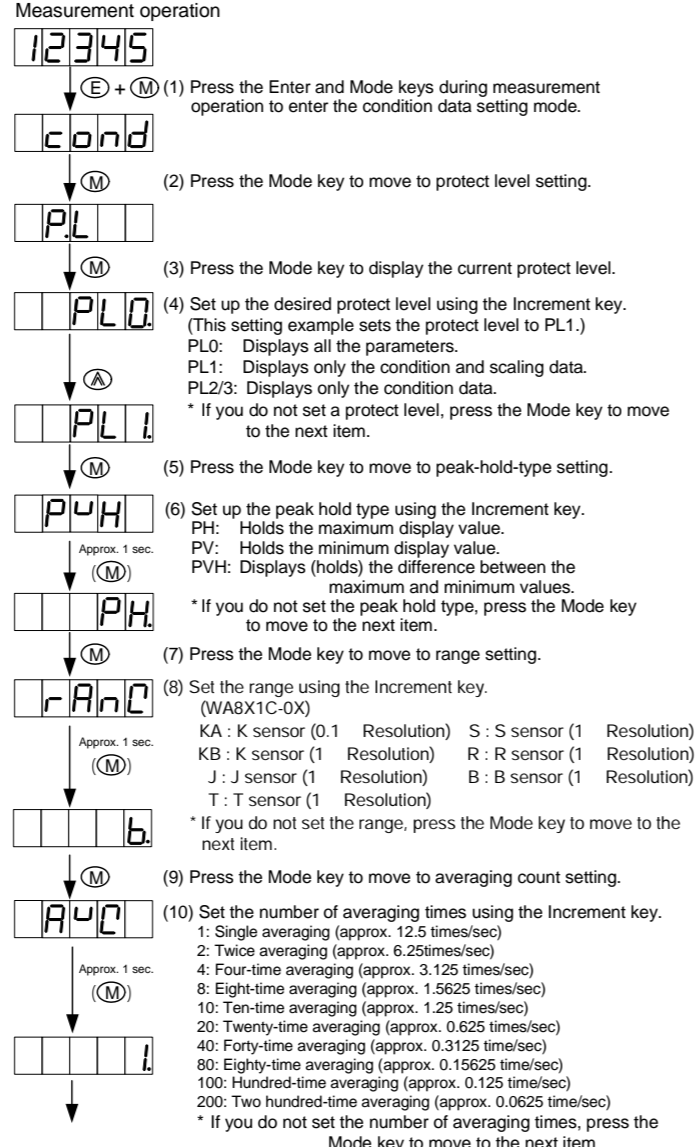 Measurement operation
12345
E + M (1) Press the Enter and Mode keys during measurement
operation to enter the condition data setting mode.
cond
M (2) Press the Mode key to move to protect level setting.
P.L
M (3) Press the Mode key to display the current protect level.
PL0. (4) Set up the desired protect level using the Increment key.
(This setting example sets the protect level to PL1.)
PL0: Displays all the parameters.
PL1: Displays only the condition and scaling data.
PL2/3: Displays only the condition data.
* If you do not set a protect level, press the Mode key to move
to the next item.
PL1.
M (5) Press the Mode key to move to peak-hold-type setting.
PVH (6) Set up the peak hold type using the Increment key.
PH: Holds the maximum display value.
PV: Holds the minimum display value.
Approx. 1 sec.
(M)
PVH: Displays (holds) the difference between the
maximum and minimum values.
PH. * If you do not set the peak hold type, press the Mode key
to move to the next item.
M (7) Press the Mode key to move to range setting.
rAnC (8) Set the range using the Increment key.
(WA8X1C-0X)
KA : K sensor (0.1 Resolution) S : S sensor (1 Resolution)
Approx. 1 sec.
(M)
KB : K sensor (1 Resolution) R : R sensor (1 Resolution)
J : J sensor (1 Resolution) B : B sensor (1 Resolution)
T : T sensor (1 Resolution)
b. * If you do not set the range, press the Mode key to move to the
next item.
M (9) Press the Mode key to move to averaging count setting.
AVC (10) Set the number of averaging times using the Increment key.
1: Single averaging (approx. 12.5 times/sec)
2: Twice averaging (approx. 6.25times/sec)
Approx. 1 sec.
(M)
4: Four-time averaging (approx. 3.125 times/sec)
8: Eight-time averaging (approx. 1.5625 time/sec)
10: Ten-time averaging (approx. 1.25 time/sec)
20: Twenty-time averaging (approx. 0.625 time/sec)
40: Forty-time averaging (approx. 0.3125 time/sec)
1. 80: Eighty-time averaging (approx. 0.15625 time/sec)
100: Hundred-time averaging (approx. 0.125 time/sec)
200: Two hundred-time averaging (approx. 0.0625 time/sec)
* If you do not set the number of averaging times, press the
Mode key to move to the next item